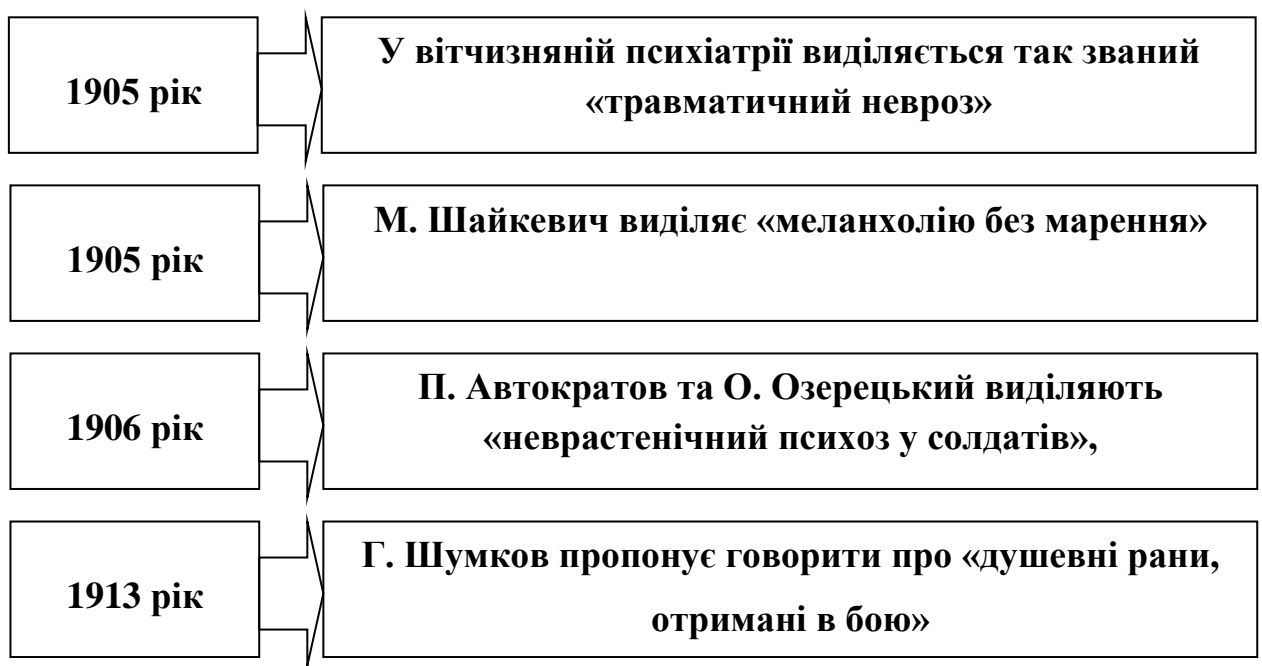 1905 рік
У вітчизняній психіатрії виділяється так званий
«травматичний невроз»
1905 рік
М. Шайкевич виділяє «меланхолію без марення»
1906 рік
П. Автократов та О. Озерецький виділяють
«неврастенічний психоз у солдатів»,
1913 рік
Г. Шумков пропонує говорити про «душевні рани,
отримані в бою»